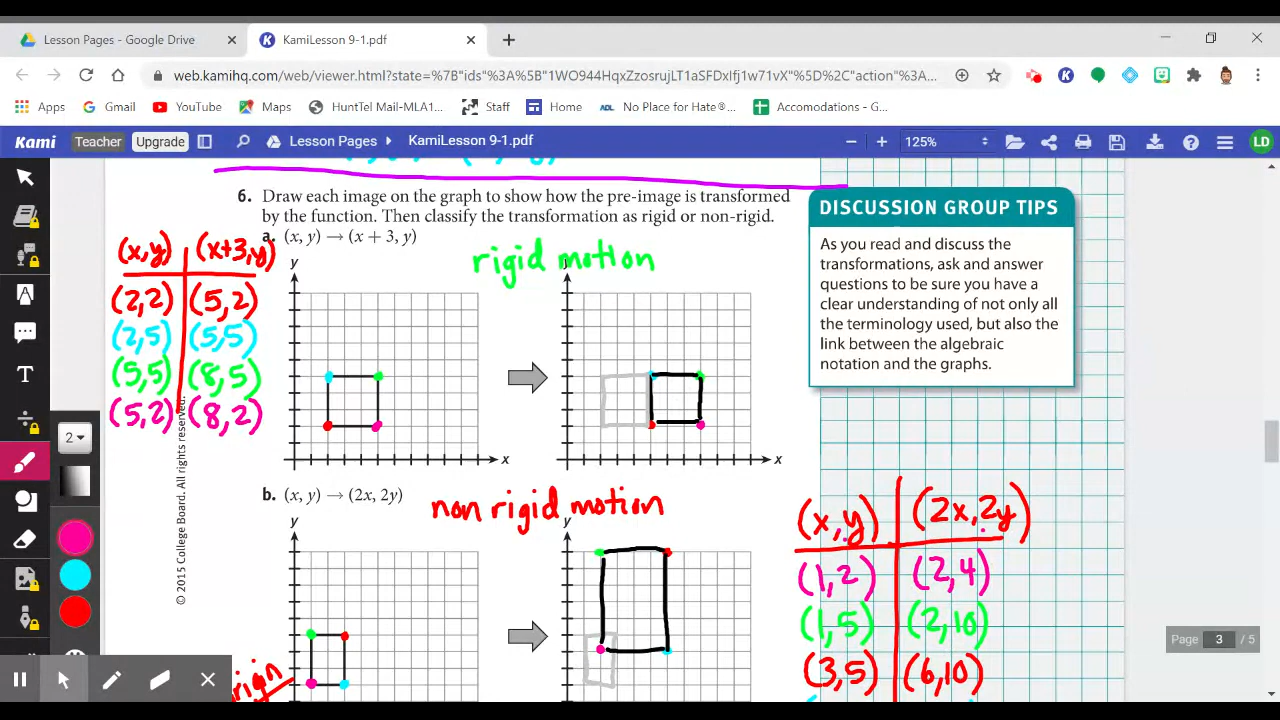 Lesson Pages - Google Drive
KamiLesson 9-1.pdf
web.kamihq.com/web/viewer.html?state=%7B"ids"%3A%5B"1WO944HqxZzosrujLT1aSFDxIfj1w71vX"%5D%2C"action"%3A...
Apps
Gmail
YouTube
Maps
HuntTel Mail-MLA1...
Staff
Home
ADL
No Place for Hate...
Accomodations - G...
Kami
Teacher
Upgrade
Lesson Pages
KamiLesson 9-1.pdf
125%
LD
6. Draw each image on the graph to show how the pre-image is transformed
by the function. Then classify the transformation as rigid or non-rigid.
a. (x, y) → (x + 3, y)
rigid motion
(x,y) (x+3,y)
(2,2) (5,2)
(2,5) (5,5)
(5,5) (8,5)
(5,2) (8,2)
y
x
y
x
DISCUSSION GROUP TIPS
As you read and discuss the
transformations, ask and answer
questions to be sure you have a
clear understanding of not only all
the terminology used, but also the
link between the algebraic
notation and the graphs.
b. (x, y) → (2x, 2y)
non rigid motion
y
y
(x,y) (2x,2y)
(1,2) (2,4)
(1,5) (2,10)
(3,5) (6,10)
© 2015 College Board. All rights reserved.
2
Page 3 / 5